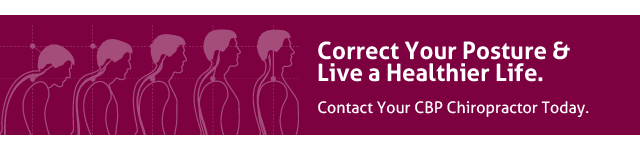 Correct Your Posture &
Live a Healthier Life.
Contact Your CBP Chiropractor Today.